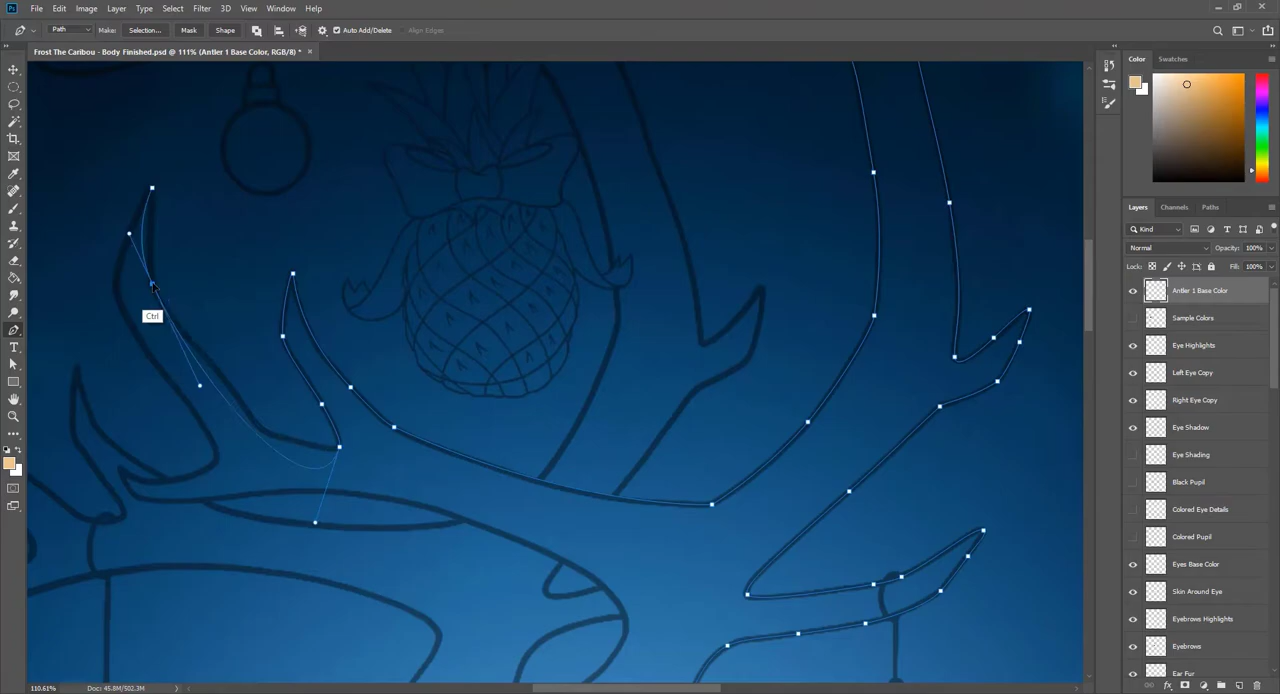 Ps File Edit Image Layer Type Select Filter 3D View Window Help
Path Make: Selection... Mask Shape Auto Add/Delete Align Edges
Frost The Caribou - Body Finished.psd @ 111% (Antler 1 Base Color, RGB/8) *
Color Swatches
Layers Channels Paths
Kind
Normal Opacity: 100%
Lock: Fill: 100%
Antler 1 Base Color
Sample Colors
Eye Highlights
Left Eye Copy
Right Eye Copy
Eye Shadow
Eye Shading
Black Pupil
Colored Eye Details
Colored Pupil
Eyes Base Color
Skin Around Eye
Eyebrows Highlights
Eyebrows
Ear Fur
Ctrl
110.61% Doc: 45.8M/502.3M